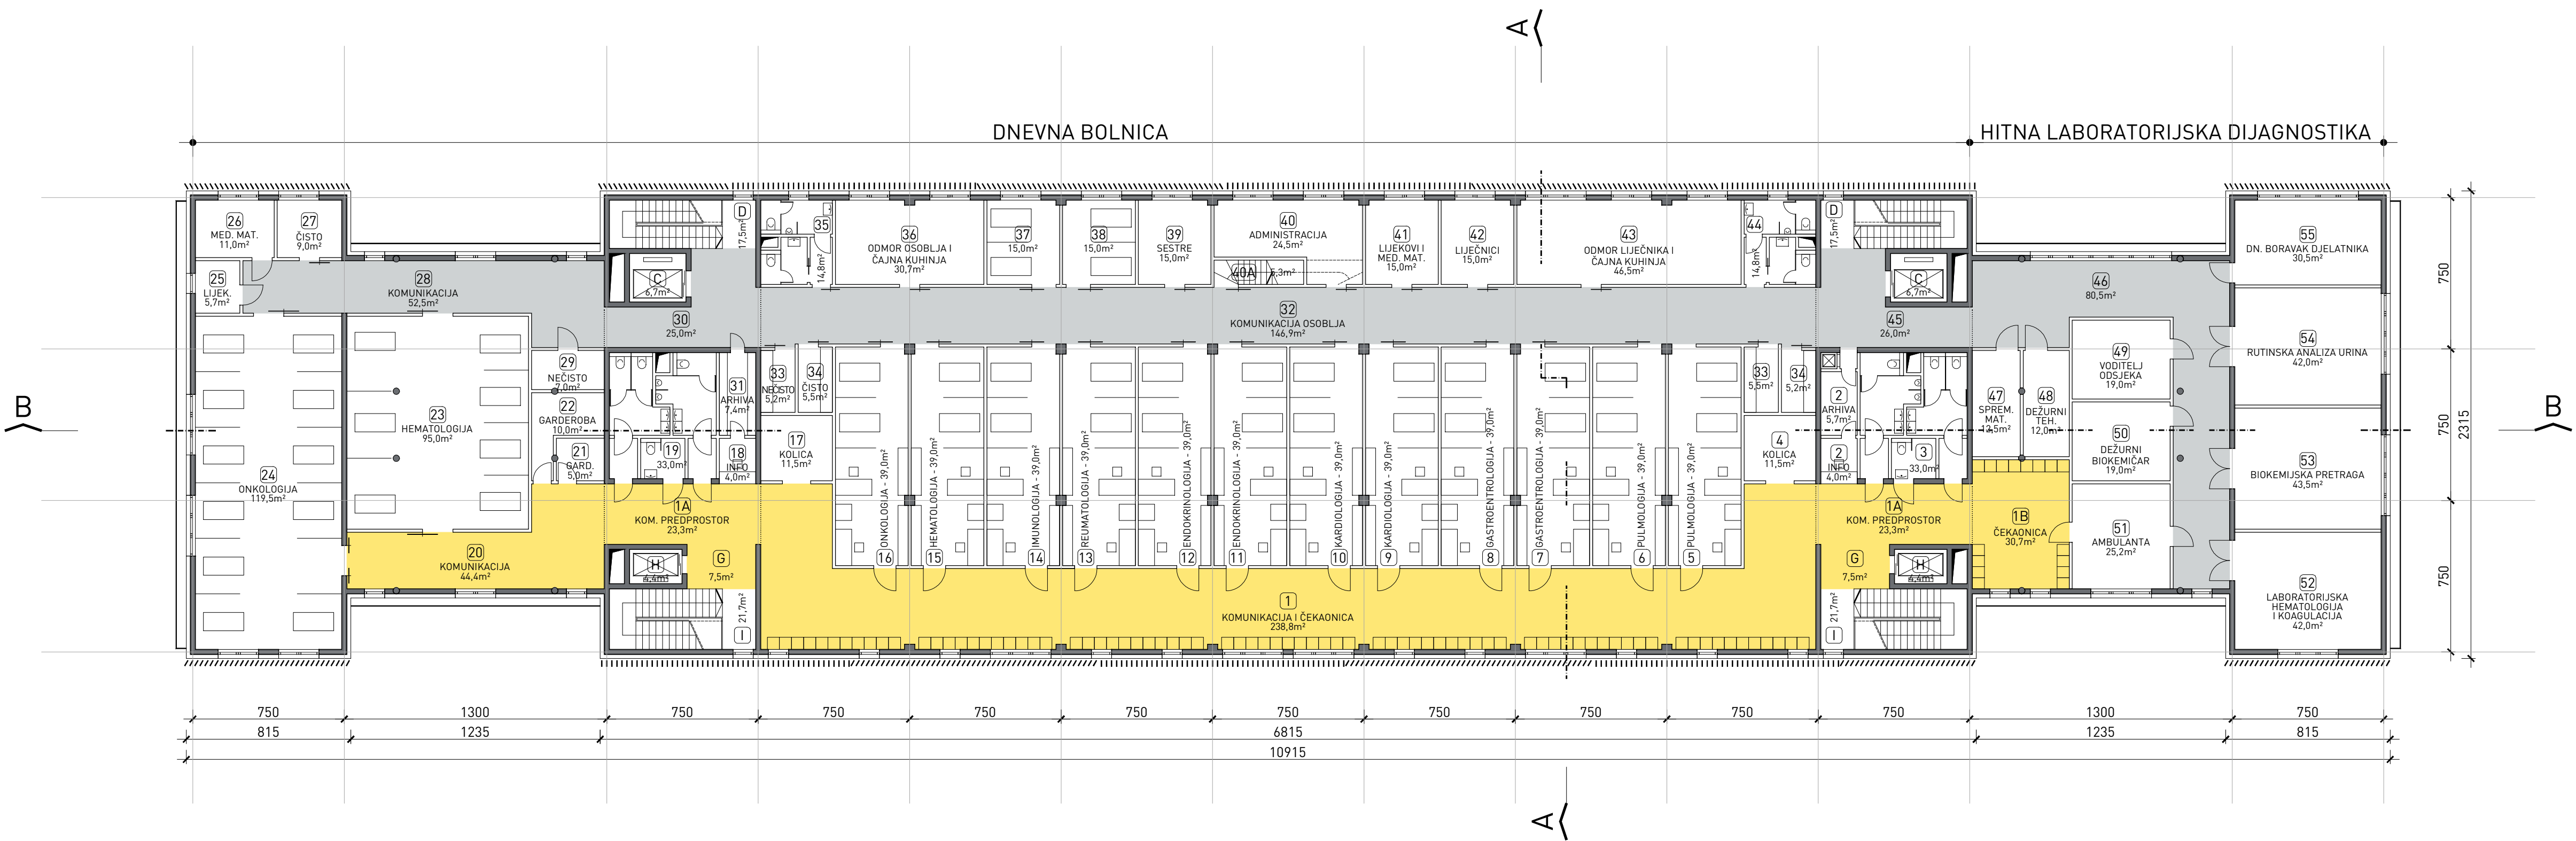 A
DNEVNA BOLNICA
HITNA LABORATORIJSKA DIJAGNOSTIKA
26
MED. MAT.
11,0m²
27
ČISTO
9,0m²
25
LIJEK.
5,7m²
28
KOMUNIKACIJA
52,5m²
D
17,5m²
C
6,7m²
30
25,0m²
35
14,8m²
36
ODMOR OSOBLJA I
ČAJNA KUHINJA
30,7m²
37
15,0m²
38
15,0m²
39
SESTRE
15,0m²
40
ADMINISTRACIJA
24,5m²
40A
5,3m²
41
LIJEKOVI I
MED. MAT.
15,0m²
42
LIJEČNICI
15,0m²
43
ODMOR LIJEČNIKA I
ČAJNA KUHINJA
46,5m²
44
14,8m²
D
17,5m²
C
6,7m²
45
26,0m²
46
80,5m²
55
DN. BORAVAK DJELATNIKA
30,5m²
32
KOMUNIKACIJA OSOBLJA
146,9m²
54
RUTINSKA ANALIZA URINA
42,0m²
53
BIOKEMIJSKA PRETRAGA
43,5m²
52
LABORATORIJSKA
HEMATOLOGIJA
I KOAGULACIJA
42,0m²
B
24
ONKOLOGIJA
119,5m²
23
HEMATOLOGIJA
95,0m²
29
NEČISTO
7,0m²
22
GARDEROBA
10,0m²
21
GARD.
5,0m²
19
33,0m²
31
ARHIVA
7,4m²
18
INFO
4,0m²
33
NEČISTO
5,2m²
34
ČISTO
5,5m²
17
KOLICA
11,5m²
ONKOLOGIJA - 39,0m²
16
HEMATOLOGIJA - 39,0m²
15
IMUNOLOGIJA - 39,0m²
14
REUMATOLOGIJA - 39,0m²
13
ENDOKRINOLOGIJA - 39,0m²
12
ENDOKRINOLOGIJA - 39,0m²
11
KARDIOLOGIJA - 39,0m²
10
KARDIOLOGIJA - 39,0m²
9
GASTROENTROLOGIJA - 39,0m²
8
GASTROENTROLOGIJA - 39,0m²
7
PULMOLOGIJA - 39,0m²
6
PULMOLOGIJA - 39,0m²
5
33
5,5m²
34
5,2m²
4
KOLICA
11,5m²
2
ARHIVA
5,7m²
2
INFO
4,0m²
3
33,0m²
47
SPREM.
MAT.
12,5m²
48
DEŽURNI
TEH.
12,0m²
49
VODITELJ
ODSJEKA
19,0m²
50
DEŽURNI
BIOKEMIČAR
19,0m²
51
AMBULANTA
25,2m²
B
20
KOMUNIKACIJA
44,4m²
1A
KOM. PREDPROSTOR
23,3m²
H
4,4m²
G
7,5m²
21,7m²
I
1
KOMUNIKACIJA I ČEKAONICA
238,8m²
1A
KOM. PREDPROSTOR
23,3m²
G
7,5m²
H
4,4m²
21,7m²
I
1B
ČEKAONICA
30,7m²
750
750
750
2315
750 1300 750 750 750 750 750 750 750 750 750 1300 750
815 1235 6815 1235 815
10915
A